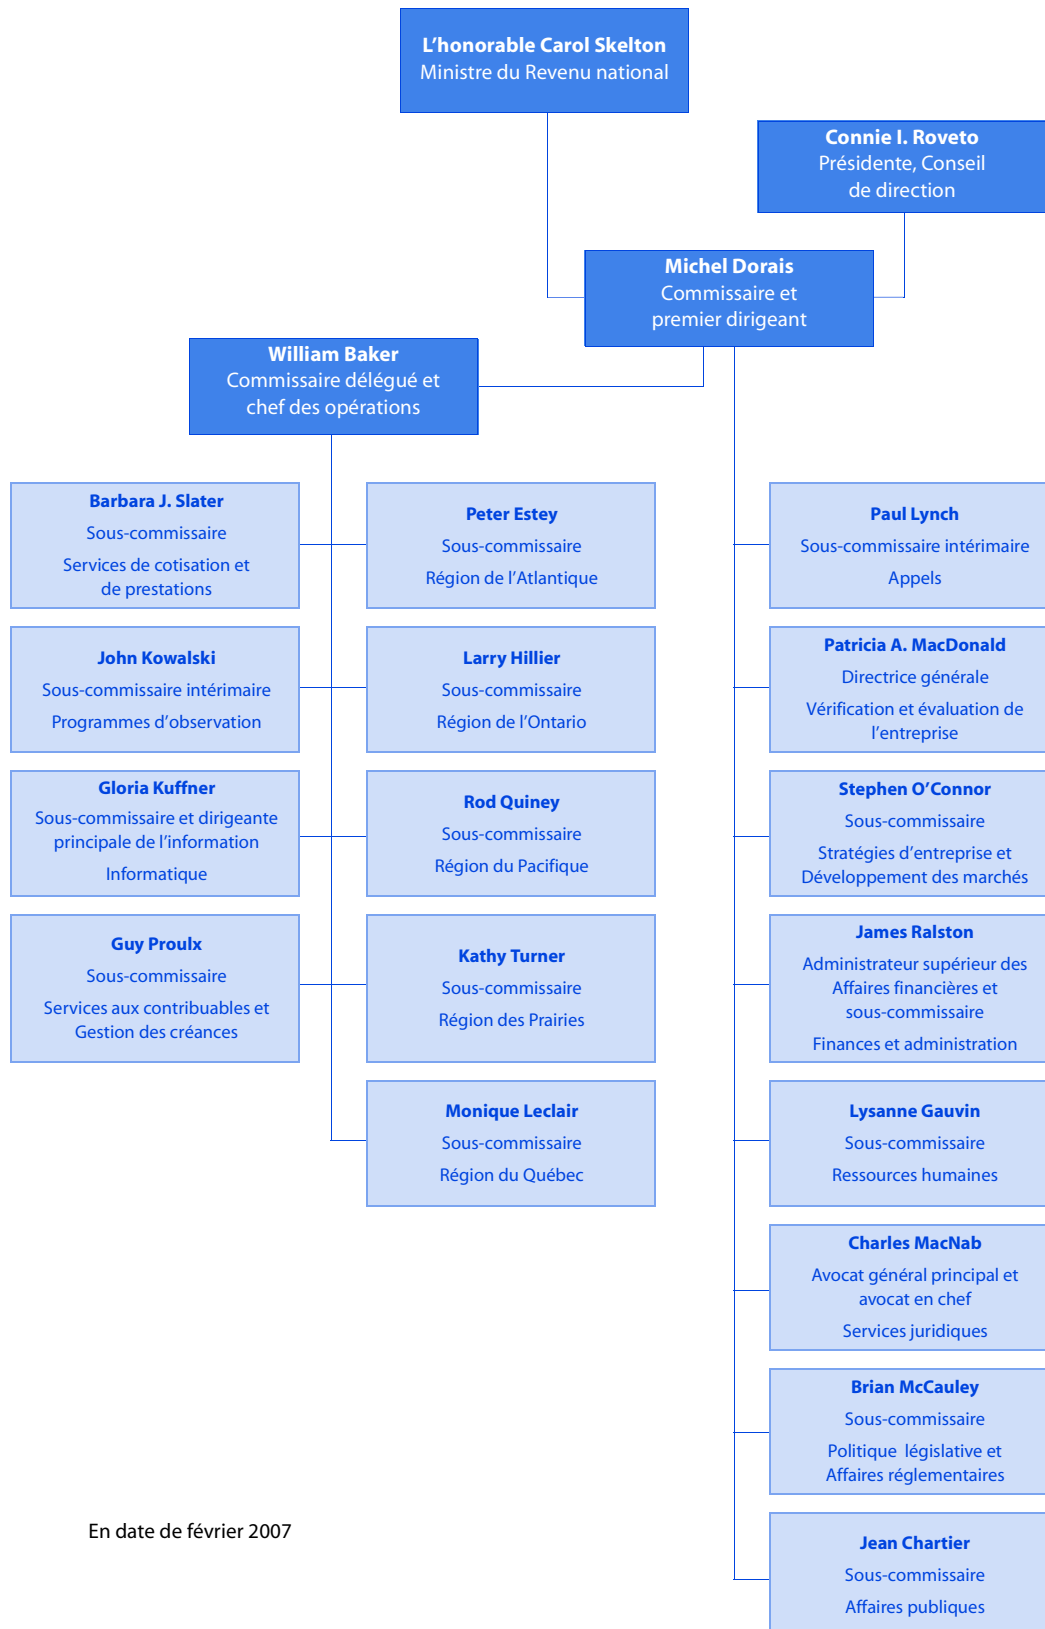 L’honorable Carol Skelton
Ministre du Revenu national
Connie I. Roveto
Présidente, Conseil
de direction
Michel Dorais
Commissaire et
premier dirigeant
William Baker
Commissaire délégué et
chef des opérations
Barbara J. Slater
Sous-commissaire
Services de cotisation et
de prestations
Peter Estey
Sous-commissaire
Région de l’Atlantique
Paul Lynch
Sous-commissaire intérimaire
Appels
John Kowalski
Sous-commissaire intérimaire
Programmes d’observation
Larry Hillier
Sous-commissaire
Région de l’Ontario
Patricia A. MacDonald
Directrice générale
Vérification et évaluation de
l’entreprise
Gloria Kuffner
Sous-commissaire et dirigeante
principale de l’information
Informatique
Rod Quiney
Sous-commissaire
Région du Pacifique
Stephen O’Connor
Sous-commissaire
Stratégies d’entreprise et
Développement des marchés
Guy Proulx
Sous-commissaire
Services aux contribuables et
Gestion des créances
Kathy Turner
Sous-commissaire
Région des Prairies
James Ralston
Administrateur supérieur des
Affaires financières et
sous-commissaire
Finances et administration
Monique Leclair
Sous-commissaire
Région du Québec
Lysanne Gauvin
Sous-commissaire
Ressources humaines
Charles MacNab
Avocat général principal et
avocat en chef
Services juridiques
Brian McCauley
Sous-commissaire
Politique législative et
Affaires réglementaires
Jean Chartier
Sous-commissaire
Affaires publiques
En date de février 2007